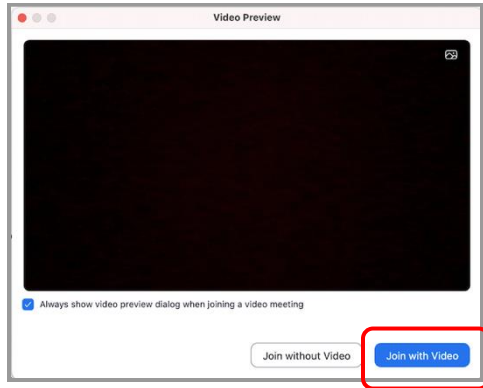 Video Preview
Always show video preview dialog when joining a video meeting
Join without Video
Join with Video